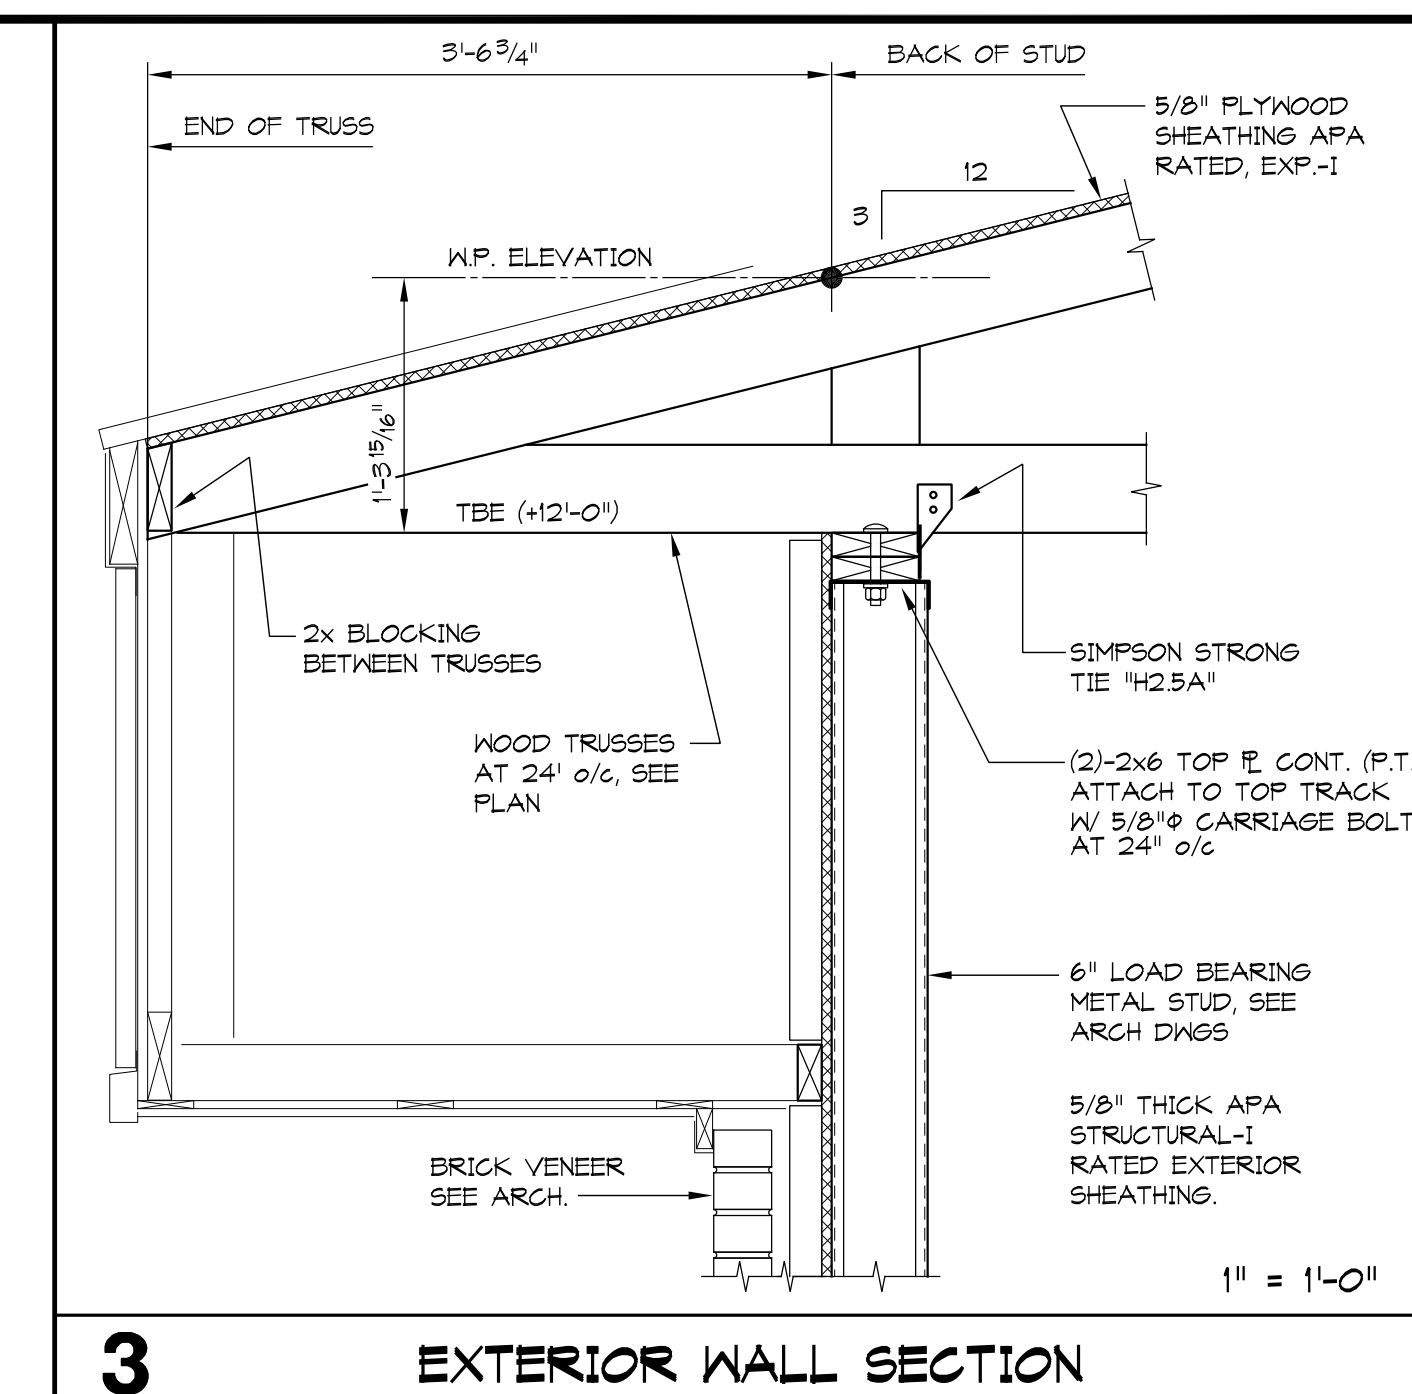 3'-6 3/4"
BACK OF STUD
END OF TRUSS
5/8" PLYWOOD
SHEATHING APA
RATED, EXP.-I
12
3
W.P. ELEVATION
1'-3 15/16"
TBE (+12'-0")
2x BLOCKING
BETWEEN TRUSSES
SIMPSON STRONG
TIE "H2.5A"
WOOD TRUSSES
AT 24' o/c, SEE
PLAN
(2)-2x6 TOP PL CONT. (P.T.
ATTACH TO TOP TRACK
W/ 5/8"Φ CARRIAGE BOLT
AT 24" o/c
6" LOAD BEARING
METAL STUD, SEE
ARCH DWGS
5/8" THICK APA
STRUCTURAL-I
RATED EXTERIOR
SHEATHING.
BRICK VENEER
SEE ARCH.
1" = 1'-0"
3
EXTERIOR WALL SECTION